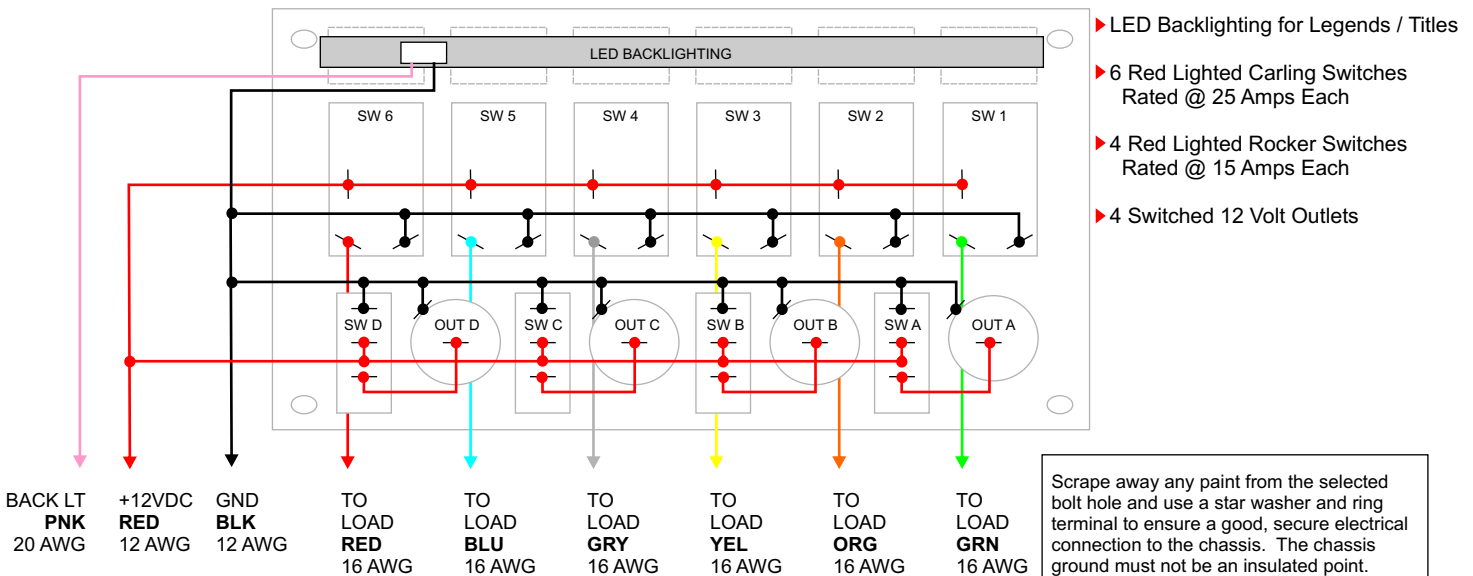 LED BACKLIGHTING
SW 6
SW 5
SW 4
SW 3
SW 2
SW 1
SW D
OUT D
SW C
OUT C
SW B
OUT B
SW A
OUT A
BACK LT
PNK
20 AWG
+12VDC
RED
12 AWG
GND
BLK
12 AWG
TO
LOAD
RED
16 AWG
TO
LOAD
BLU
16 AWG
TO
LOAD
GRY
16 AWG
TO
LOAD
YEL
16 AWG
TO
LOAD
ORG
16 AWG
TO
LOAD
GRN
16 AWG
LED Backlighting for Legends / Titles
6 Red Lighted Carling Switches
Rated @ 25 Amps Each
4 Red Lighted Rocker Switches
Rated @ 15 Amps Each
4 Switched 12 Volt Outlets
Scrape away any paint from the selected
bolt hole and use a star washer and ring
terminal to ensure a good, secure electrical
connection to the chassis. The chassis
ground must not be an insulated point.